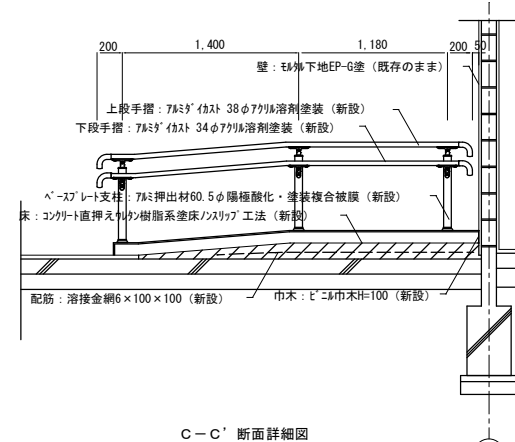 200 1,400 1,180 200 50
壁：ﾓﾙﾀﾙ下地EP-G塗（既存のまま）
上段手摺：ｱﾙﾐﾀﾞｲｶｽﾄ 38φｱｸﾘﾙ溶剤塗装（新設）
下段手摺：ｱﾙﾐﾀﾞｲｶｽﾄ 34φｱｸﾘﾙ溶剤塗装（新設）
ﾍﾞｰｽﾌﾟﾚｰﾄ支柱：ｱﾙﾐ押出材60.5φ陽極酸化・塗装複合被膜（新設）
床：ｺﾝｸﾘｰﾄ直押えｳﾚﾀﾝ樹脂系塗床ﾉﾝｽﾘｯﾌﾟ工法（新設）
配筋：溶接金網6×100×100（新設）
巾木：ﾋﾞﾆﾙ巾木H=100（新設）
C－C’断面詳細図